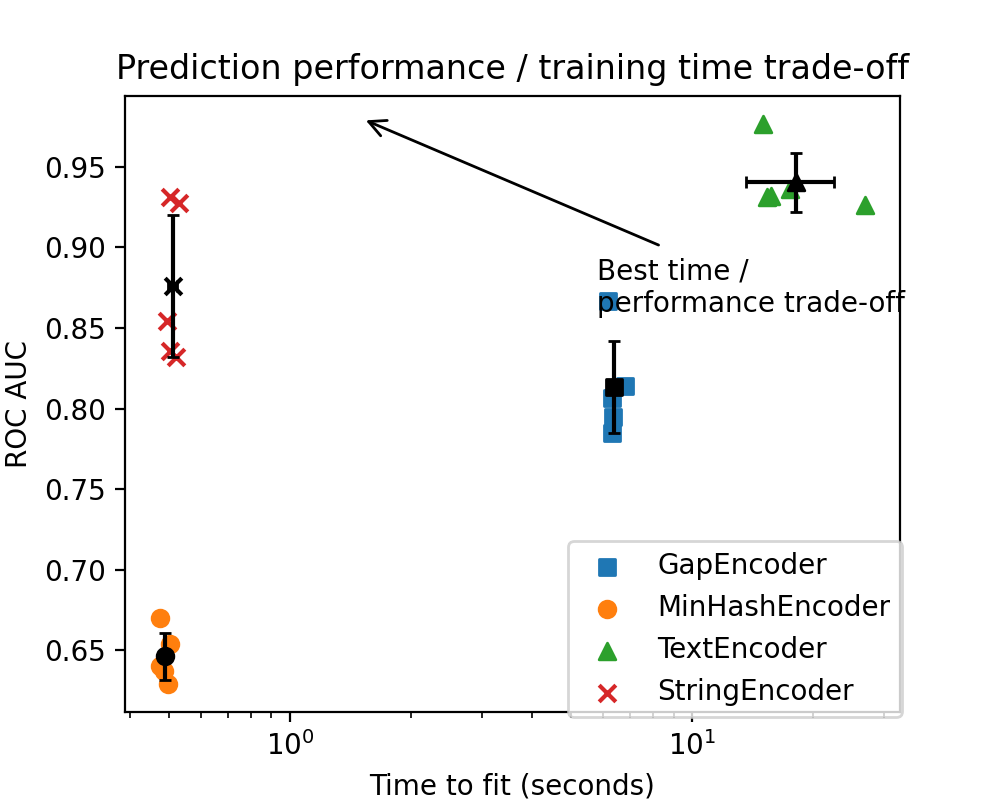 Prediction performance / training time trade-off
0.95
0.90
0.85
0.80
0.75
0.70
0.65
ROC AUC
Best time /
performance trade-off
GapEncoder
MinHashEncoder
TextEncoder
StringEncoder
10⁰
10¹
Time to fit (seconds)